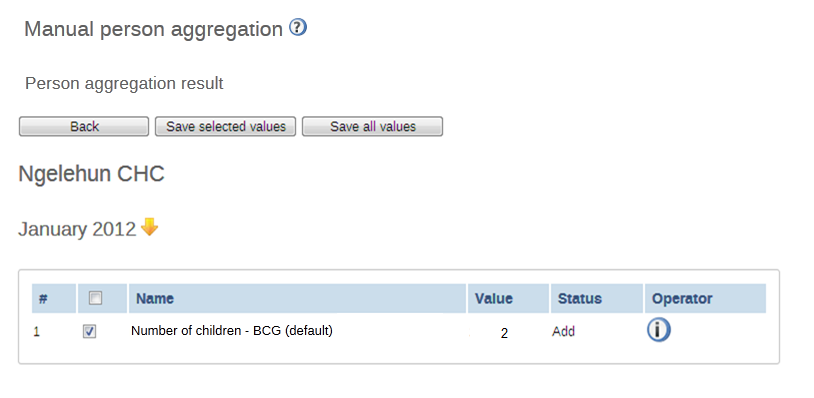 Manual person aggregation ?
Person aggregation result
Back Save selected values Save all values
Ngelehun CHC
January 2012
# Name Value Status Operator
1 Number of children - BCG (default) 2 Add i